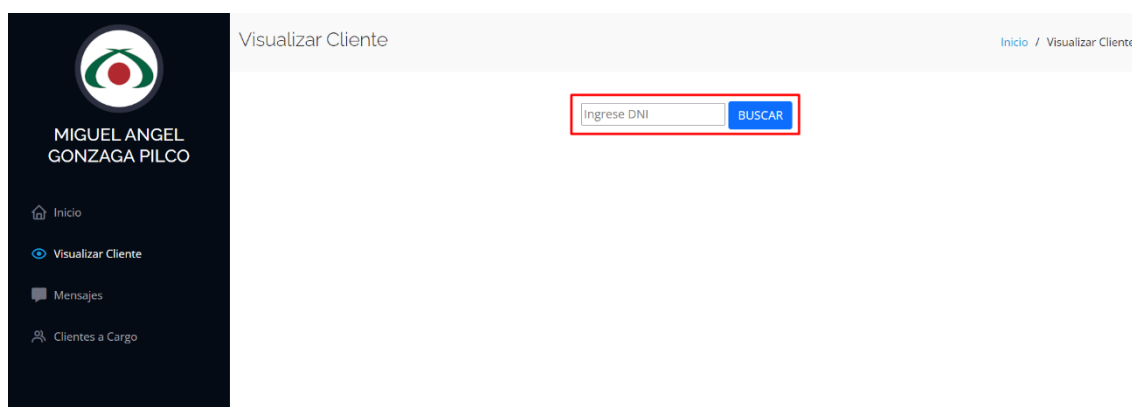 Visualizar Cliente
Inicio / Visualizar Cliente
Ingrese DNI
BUSCAR
MIGUEL ANGEL
GONZAGA PILCO
Inicio
Visualizar Cliente
Mensajes
Clientes a Cargo